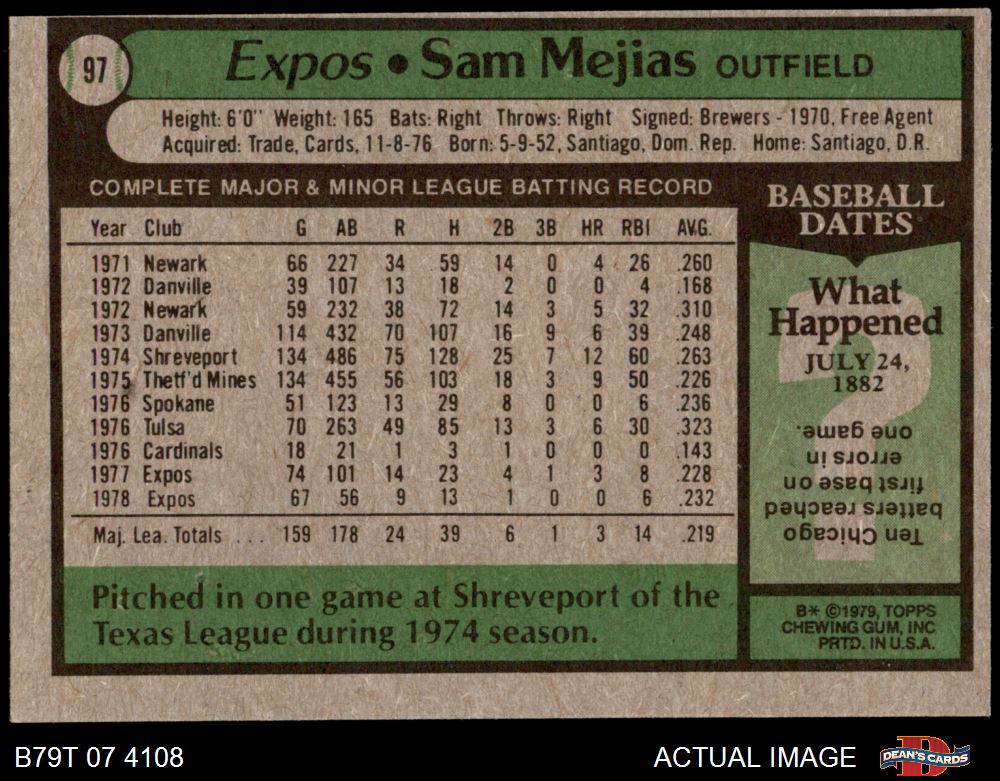 97
Expos • Sam Mejias OUTFIELD
Height: 6'0" Weight: 165 Bats: Right Throws: Right Signed: Brewers - 1970, Free Agent
Acquired: Trade, Cards, 11-8-76 Born: 5-9-52, Santiago, Dom. Rep. Home: Santiago, D.R.
COMPLETE MAJOR & MINOR LEAGUE BATTING RECORD
Year Club G AB R H 2B 3B HR RBI AVG.
1971 Newark 66 227 34 59 14 0 4 26 .260
1972 Danville 39 107 13 18 2 0 0 4 .168
1972 Newark 59 232 38 72 14 3 5 32 .310
1973 Danville 114 432 70 107 16 9 6 39 .248
1974 Shreveport 134 486 75 128 25 7 12 60 .263
1975 Thetf'd Mines 134 455 56 103 18 3 9 50 .226
1976 Spokane 51 123 13 29 8 0 0 6 .236
1976 Tulsa 70 263 49 85 13 3 6 30 .323
1976 Cardinals 18 21 1 3 1 0 0 0 .143
1977 Expos 74 101 14 23 4 1 3 8 .228
1978 Expos 67 56 9 13 1 0 0 6 .232
Maj. Lea. Totals ... 159 178 24 39 6 1 3 14 .219
Pitched in one game at Shreveport of the
Texas League during 1974 season.
BASEBALL
DATES
What
Happened
JULY 24,
1882
Ten Chicago
batters reached
first base on
errors in
one game.
B* ©1979, TOPPS
CHEWING GUM, INC
PRTD. IN U.S.A.
B79T 07 4108
ACTUAL IMAGE
DEAN'S CARDS